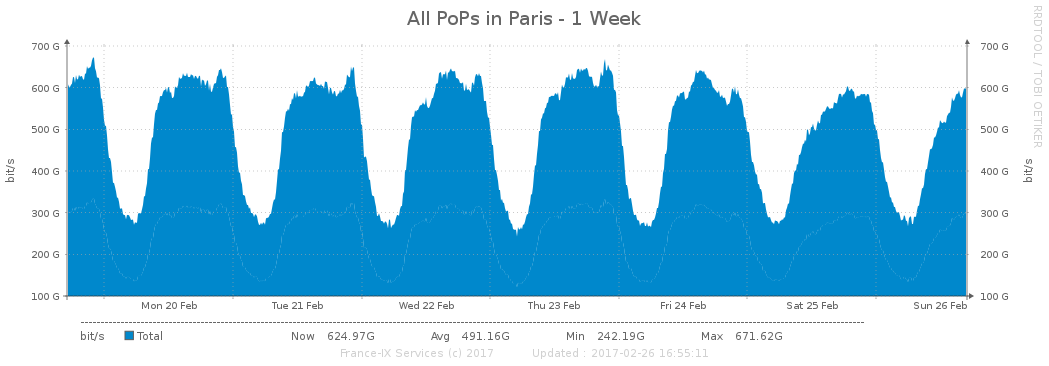 All PoPs in Paris - 1 Week
RRDTOOL / TOBI OETIKER
700 G 700 G
600 G 600 G
500 G 500 G
400 G 400 G
300 G 300 G
200 G 200 G
100 G 100 G
bit/s bit/s
Mon 20 Feb Tue 21 Feb Wed 22 Feb Thu 23 Feb Fri 24 Feb Sat 25 Feb Sun 26 Feb
bit/s Total Now 624.97G Avg 491.16G Min 242.19G Max 671.62G
France-IX Services (c) 2017 Updated : 2017-02-26 16:55:11